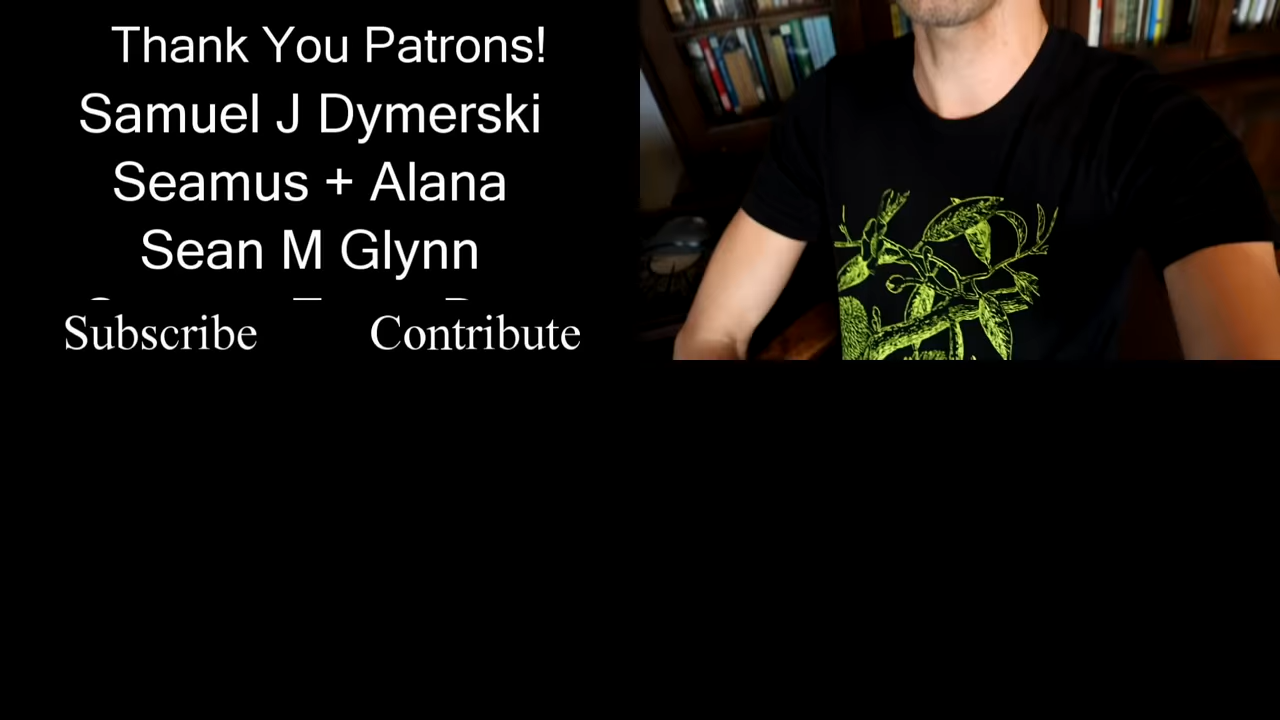 Thank You Patrons!
Samuel J Dymerski
Seamus + Alana
Sean M Glynn
Subscribe Contribute